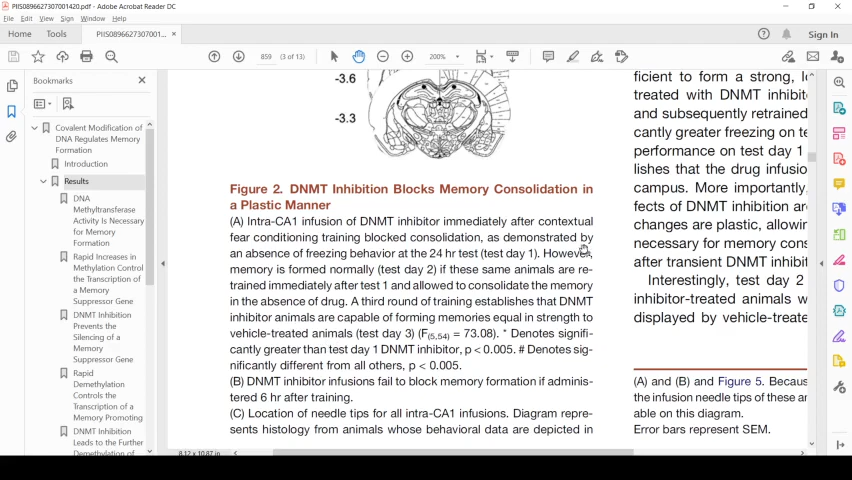 PIIS0896627307001420.pdf - Adobe Acrobat Reader DC
File Edit View Sign Window Help
Home Tools PIIS0896627307001... × Sign In
859 (3 of 13) 200%
Bookmarks
Covalent Modification of
DNA Regulates Memory
Formation
Introduction
Results
DNA
Methyltransferase
Activity Is Necessary
for Memory
Formation
Rapid Increases in
Methylation Control
the Transcription of
a Memory
Suppressor Gene
DNMT Inhibition
Prevents the
Silencing of a
Memory
Suppressor Gene
Rapid
Demethylation
Controls the
Transcription of a
Memory Promoting
DNMT Inhibition
Leads to the Further
Demethylation of
-3.6
-3.3
Figure 2. DNMT Inhibition Blocks Memory Consolidation in
a Plastic Manner
(A) Intra-CA1 infusion of DNMT inhibitor immediately after contextual
fear conditioning training blocked consolidation, as demonstrated by
an absence of freezing behavior at the 24 hr test (test day 1). However,
memory is formed normally (test day 2) if these same animals are re-
trained immediately after test 1 and allowed to consolidate the memory
in the absence of drug. A third round of training establishes that DNMT
inhibitor animals are capable of forming memories equal in strength to
vehicle-treated animals (test day 3) (F(5,54) = 73.08). * Denotes signifi-
cantly greater than test day 1 DNMT inhibitor, p < 0.005. # Denotes sig-
nificantly different from all others, p < 0.005.
(B) DNMT inhibitor infusions fail to block memory formation if adminis-
tered 6 hr after training.
(C) Location of needle tips for all intra-CA1 infusions. Diagram repre-
sents histology from animals whose behavioral data are depicted in
ficient to form a strong, l
treated with DNMT inhibit
and subsequently retrained
cantly greater freezing on te
performance on test day 1
lishes that the drug infusio
campus. More importantly,
fects of DNMT inhibition ar
changes are plastic, allowin
necessary for memory cons
after transient DNMT inhibit
Interestingly, test day 2
inhibitor-treated animals w
displayed by vehicle-treate
(A) and (B) and Figure 5. Becaus
the infusion needle tips of these an
able on this diagram.
Error bars represent SEM.
8.12 x 10.87 in